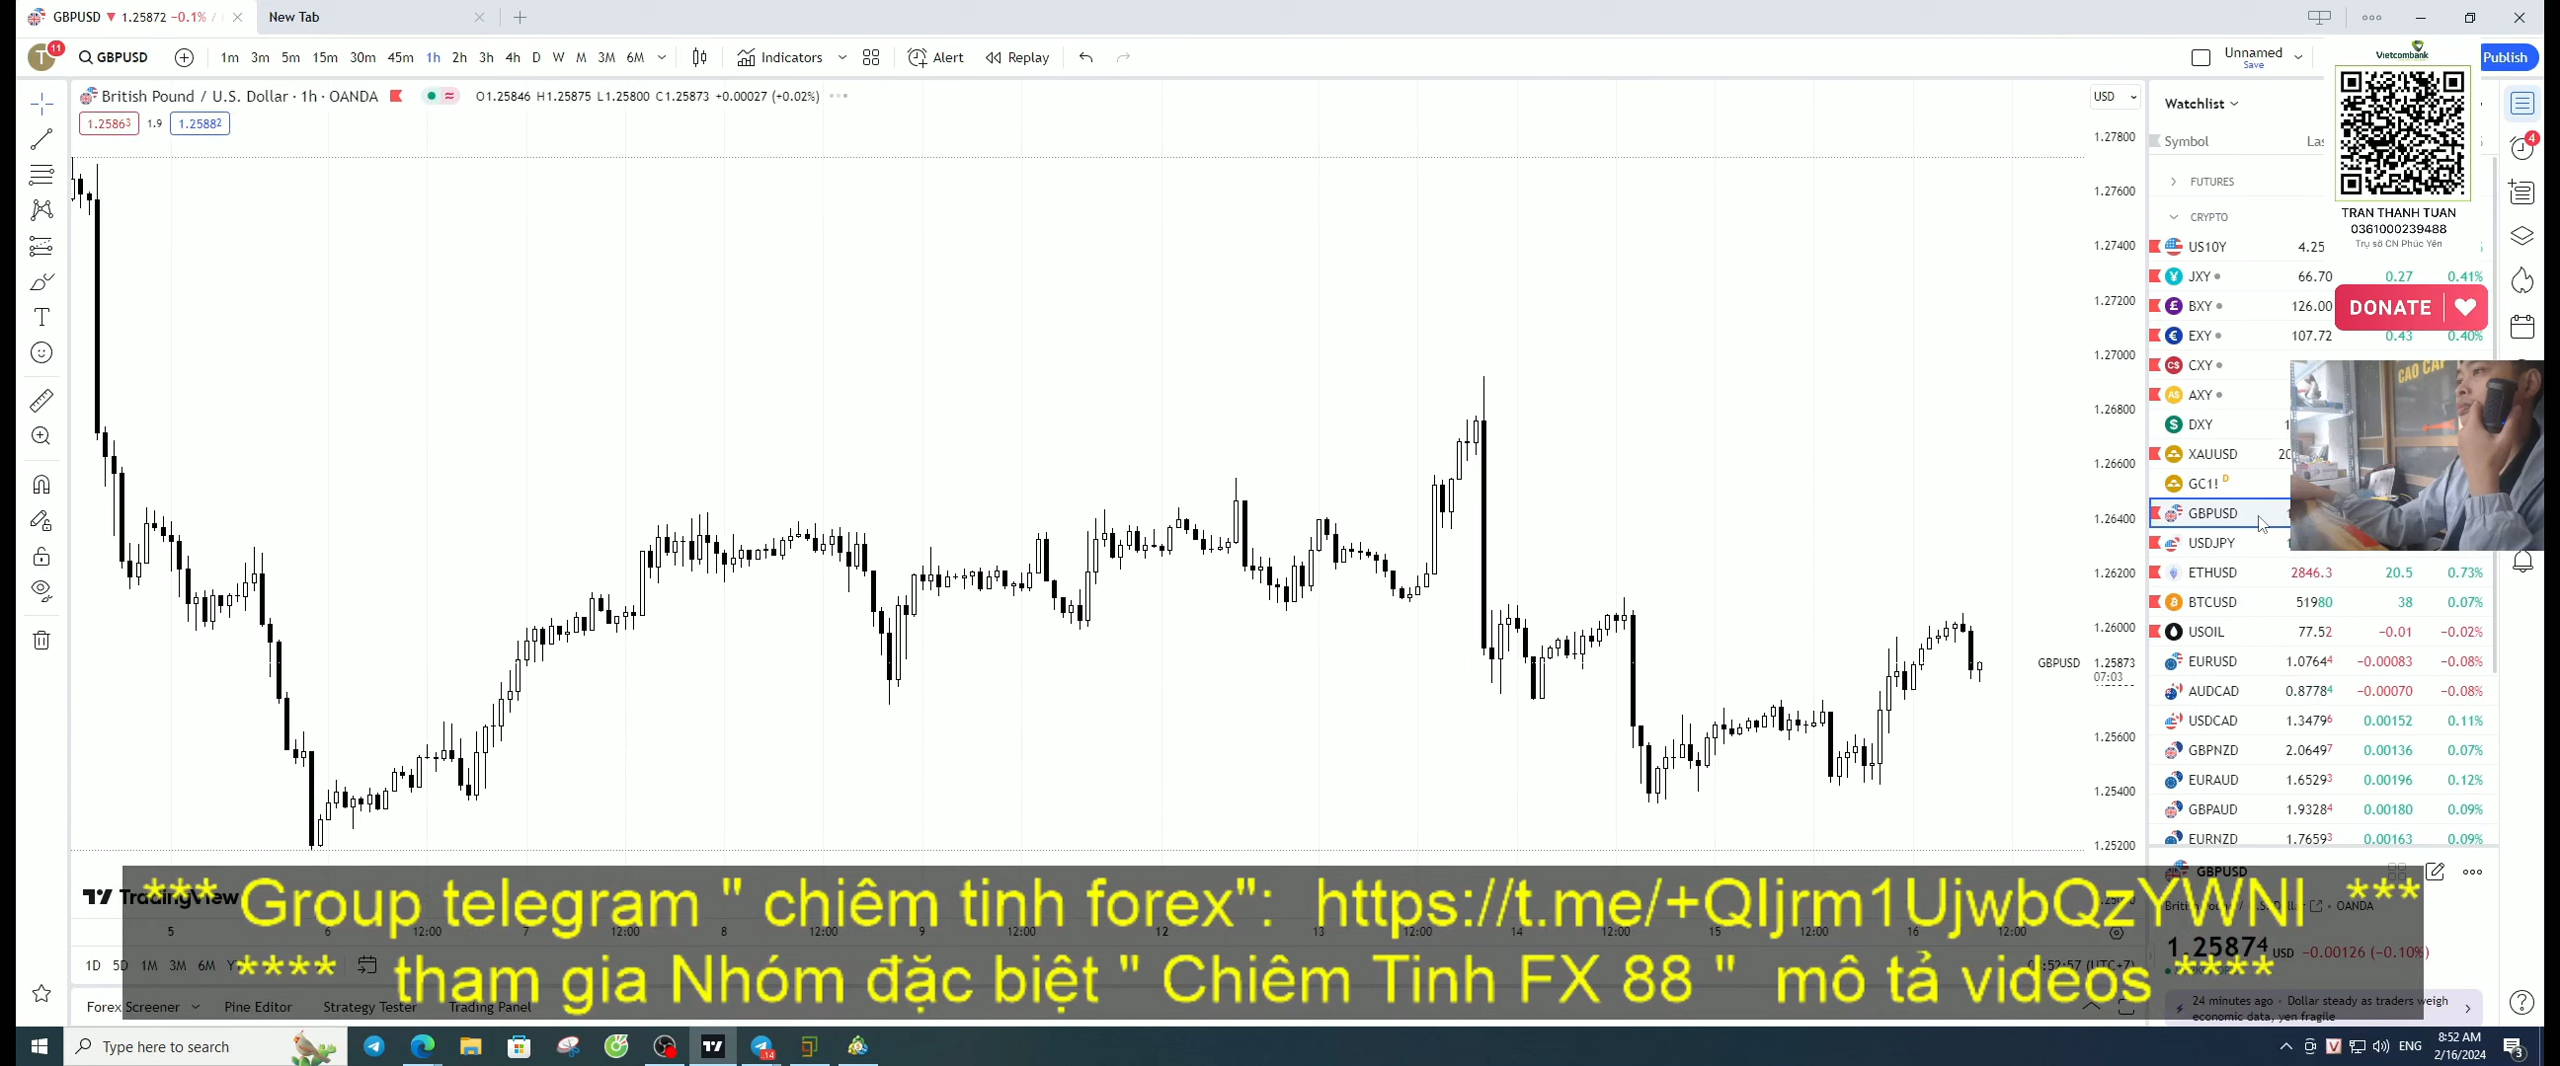 GBPUSD ▼ 1.25872 −0.1% /
New Tab
T 11
GBPUSD
1m 3m 5m 15m 30m 45m 1h 2h 3h 4h D W M 3M 6M
Indicators
Alert
Replay
Unnamed
Save
Publish
British Pound / U.S. Dollar · 1h · OANDA
O1.25846 H1.25875 L1.25800 C1.25873 +0.00027 (+0.02%)
1.25863 1.9 1.25882
USD
1.27800
1.27600
1.27400
1.27200
1.27000
1.26800
1.26600
1.26400
1.26200
1.26000
GBPUSD 1.25873
07:03
1.25600
1.25400
1.25200
Vietcombank
TRAN THANH TUAN
0361000239488
Trụ sở CN Phúc Yên
DONATE
CAO CẤP
Watchlist
Symbol
FUTURES
CRYPTO
US10Y 4.25
JXY 66.70 0.27 0.41%
BXY 126.00
EXY 107.72 0.43 0.40%
CXY
AXY
DXY
XAUUSD
GC1! D
GBPUSD
USDJPY
ETHUSD 2846.3 20.5 0.73%
BTCUSD 51980 38 0.07%
USOIL 77.52 −0.01 −0.02%
EURUSD 1.07644 −0.00083 −0.08%
AUDCAD 0.87784 −0.00070 −0.08%
USDCAD 1.34796 0.00152 0.11%
GBPNZD 2.06497 0.00136 0.07%
EURAUD 1.65293 0.00196 0.12%
GBPAUD 1.93284 0.00180 0.09%
EURNZD 1.76593 0.00163 0.09%
4
GBPUSD
OANDA
1.25874 USD −0.00126 (−0.10%)
24 minutes ago · Dollar steady as traders weigh
economic data, yen fragile
TradingView
*** Group telegram " chiêm tinh forex": https://t.me/+QIjrm1UjwbQzYWNl ***
5 6 12:00 7 12:00 8 12:00 9 12:00 12 13 12:00 14 12:00 15 12:00 16 12:00
**** tham gia Nhóm đặc biệt " Chiêm Tinh FX 88 " mô tả videos ****
1D 5D 1M 3M 6M
Forex Screener
Pine Editor
Strategy Tester
Trading Panel
Type here to search
14
ENG
8:52 AM
2/16/2024
3